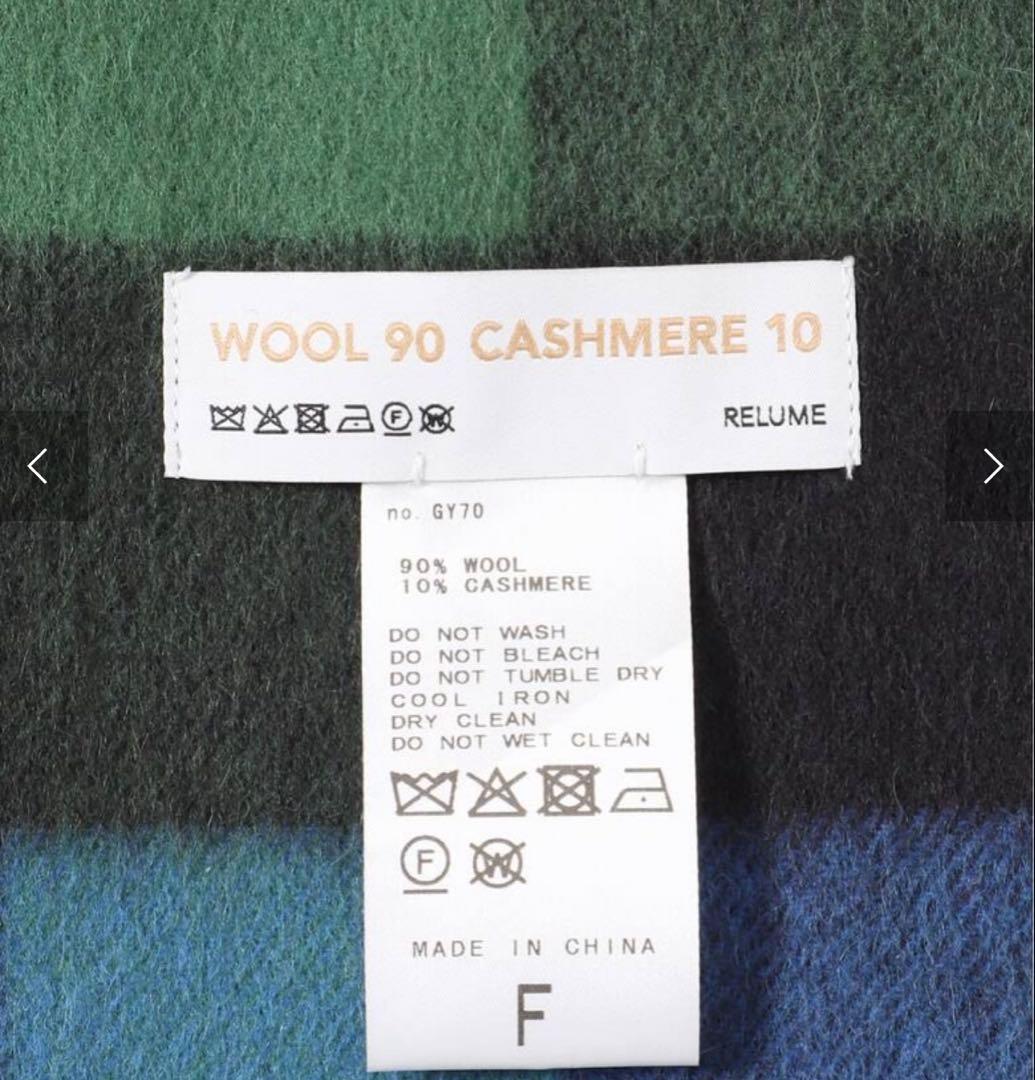 WOOL 90 CASHMERE 10
RELUME
no. GY70
90% WOOL
10% CASHMERE
DO NOT WASH
DO NOT BLEACH
DO NOT TUMBLE DRY
COOL IRON
DRY CLEAN
DO NOT WET CLEAN
F W
MADE IN CHINA
F